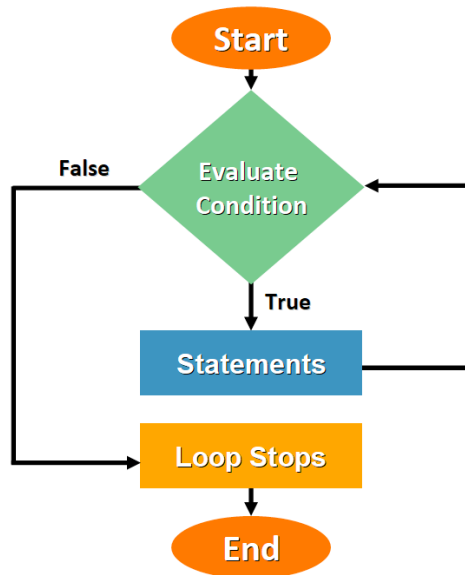 Start
False
Evaluate
Condition
True
Statements
Loop Stops
End